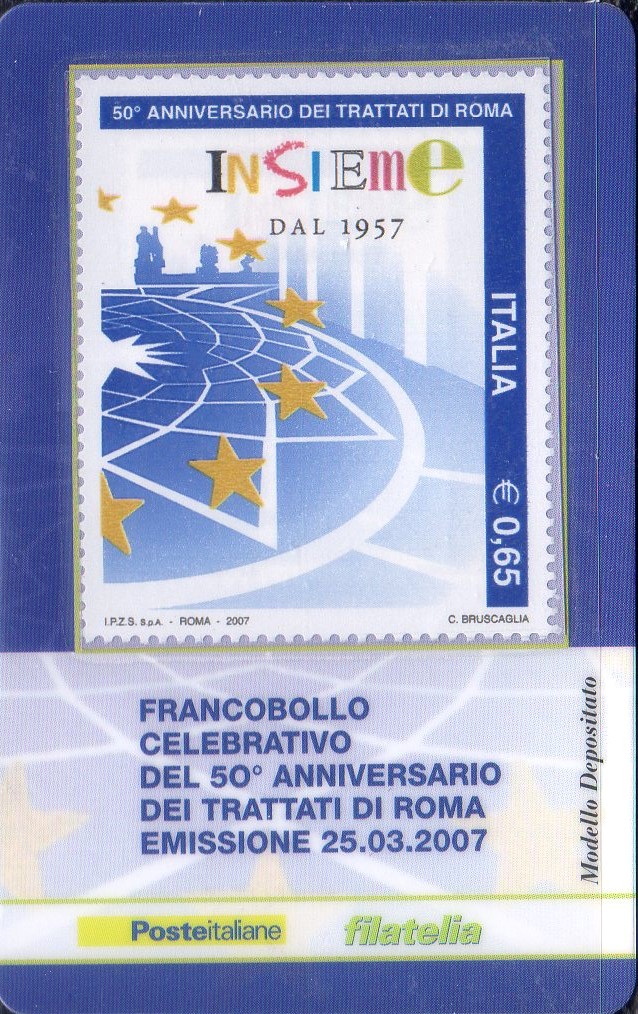 50° ANNIVERSARIO DEI TRATTATI DI ROMA
INSIEME
DAL 1957
ITALIA € 0,65
I.P.Z.S. S.p.A. - ROMA - 2007
C. BRUSCAGLIA
FRANCOBOLLO
CELEBRATIVO
DEL 50° ANNIVERSARIO
DEI TRATTATI DI ROMA
EMISSIONE 25.03.2007
Modello Depositato
Posteitaliane
filatelia